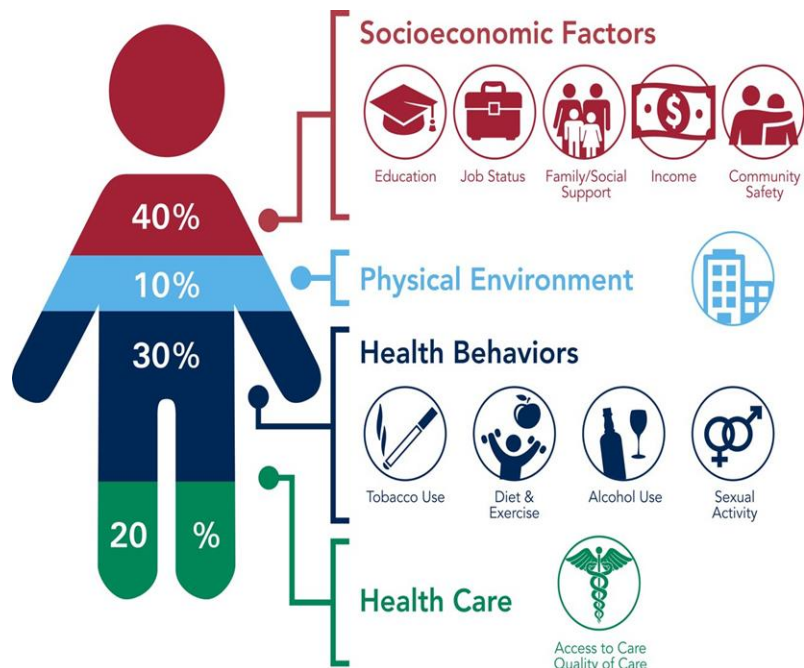 Socioeconomic Factors
Education
Job Status
Family/Social
Support
Income
Community
Safety
40%
10%
Physical Environment
30%
Health Behaviors
Tobacco Use
Diet &
Exercise
Alcohol Use
Sexual
Activity
20 %
Health Care
Access to Care
Quality of Care